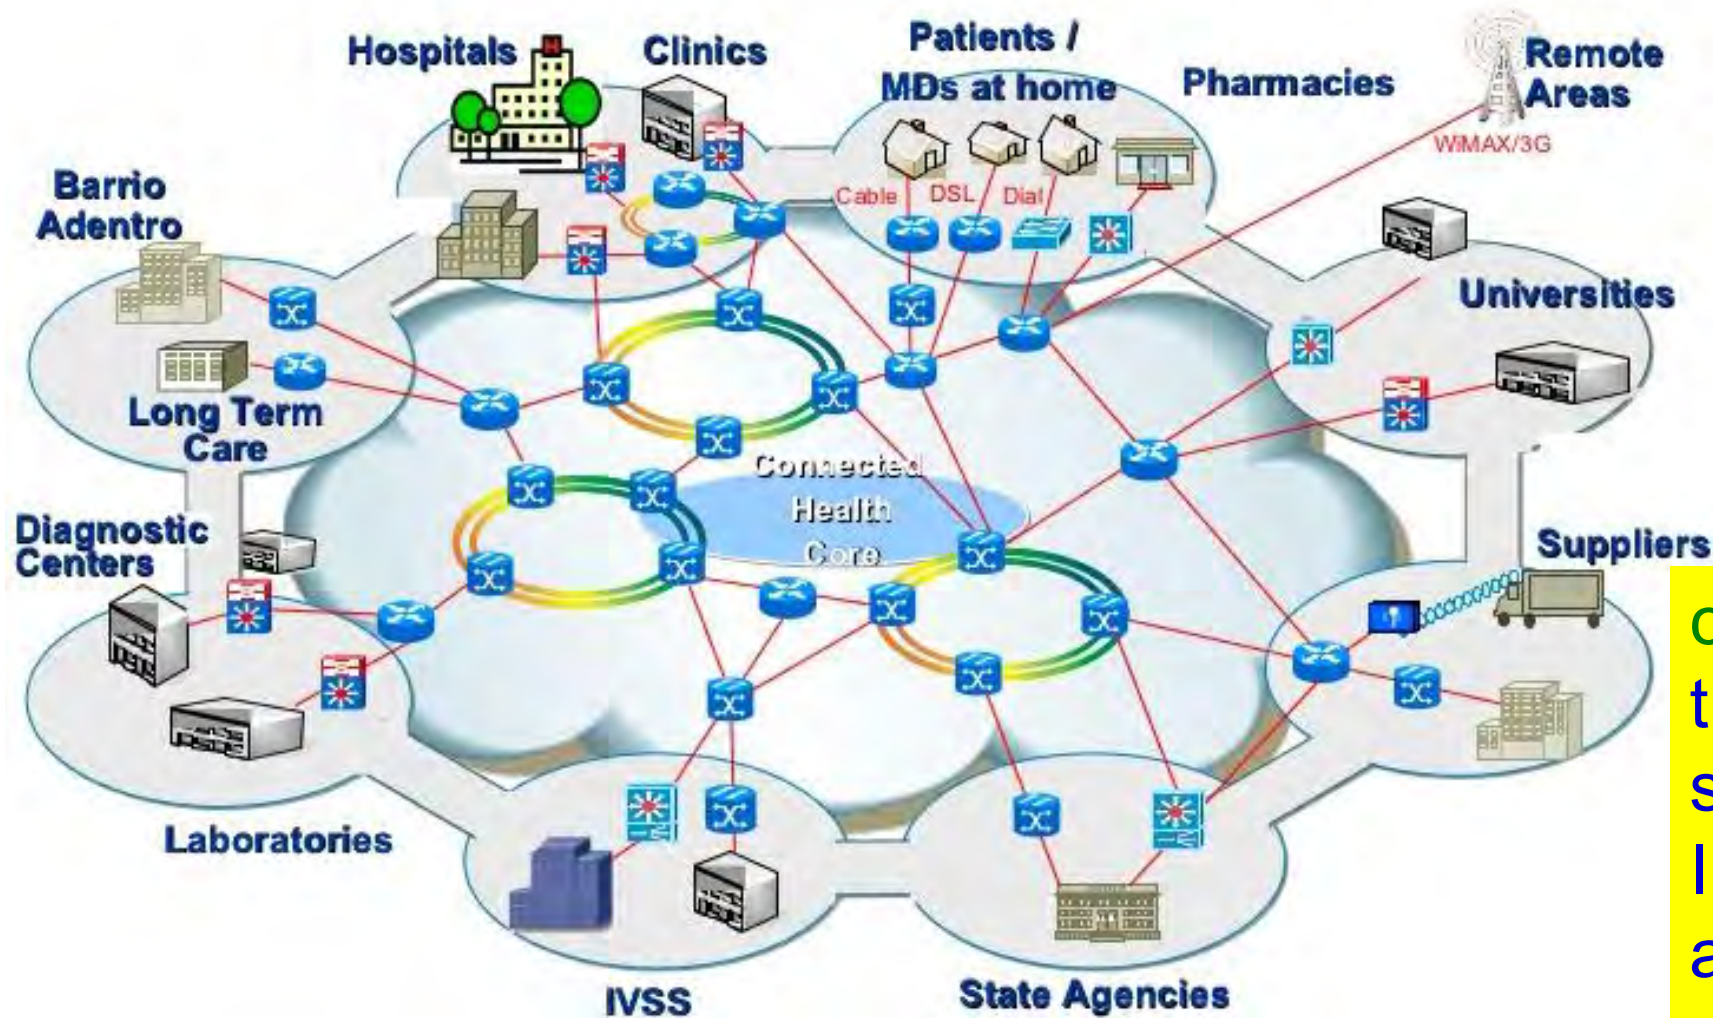 Hospitals
Clinics
Patients /
MDs at home
Pharmacies
Remote
Areas
WiMAX/3G
Barrio
Adentro
Cable
DSL
Dial
Universities
Long Term
Care
Connected
Health
Core
Diagnostic
Centers
Suppliers
Laboratories
IVSS
State Agencies
H